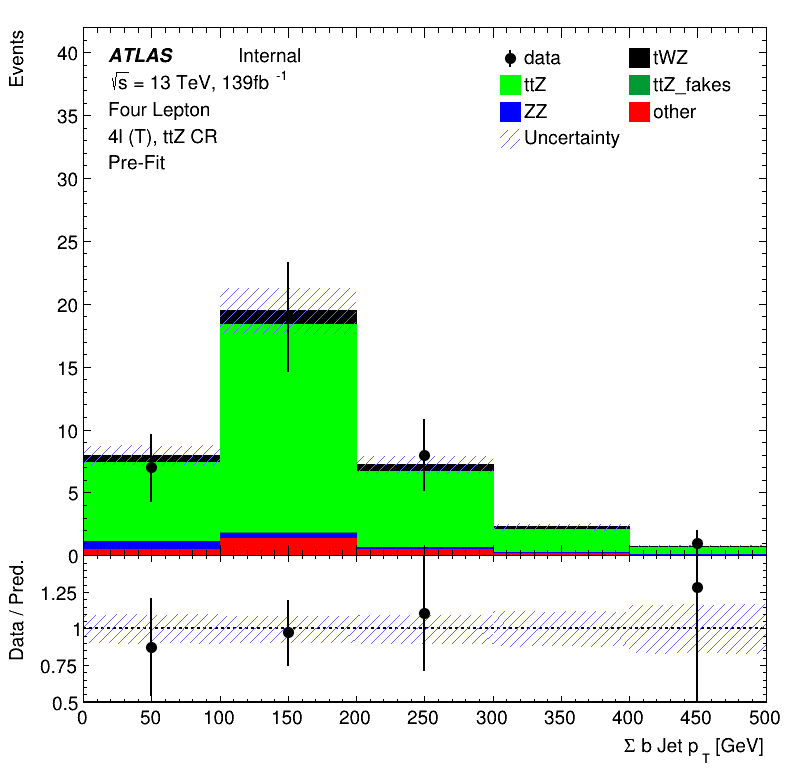 Events
40
35
30
25
20
15
10
5
0
ATLAS Internal
√s = 13 TeV, 139fb⁻¹
Four Lepton
4l (T), ttZ CR
Pre-Fit
data
ttZ
ZZ
Uncertainty
tWZ
ttZ_fakes
other
Data / Pred.
1.25
1
0.75
0.5
0 50 100 150 200 250 300 350 400 450 500
Σ b Jet p_T [GeV]